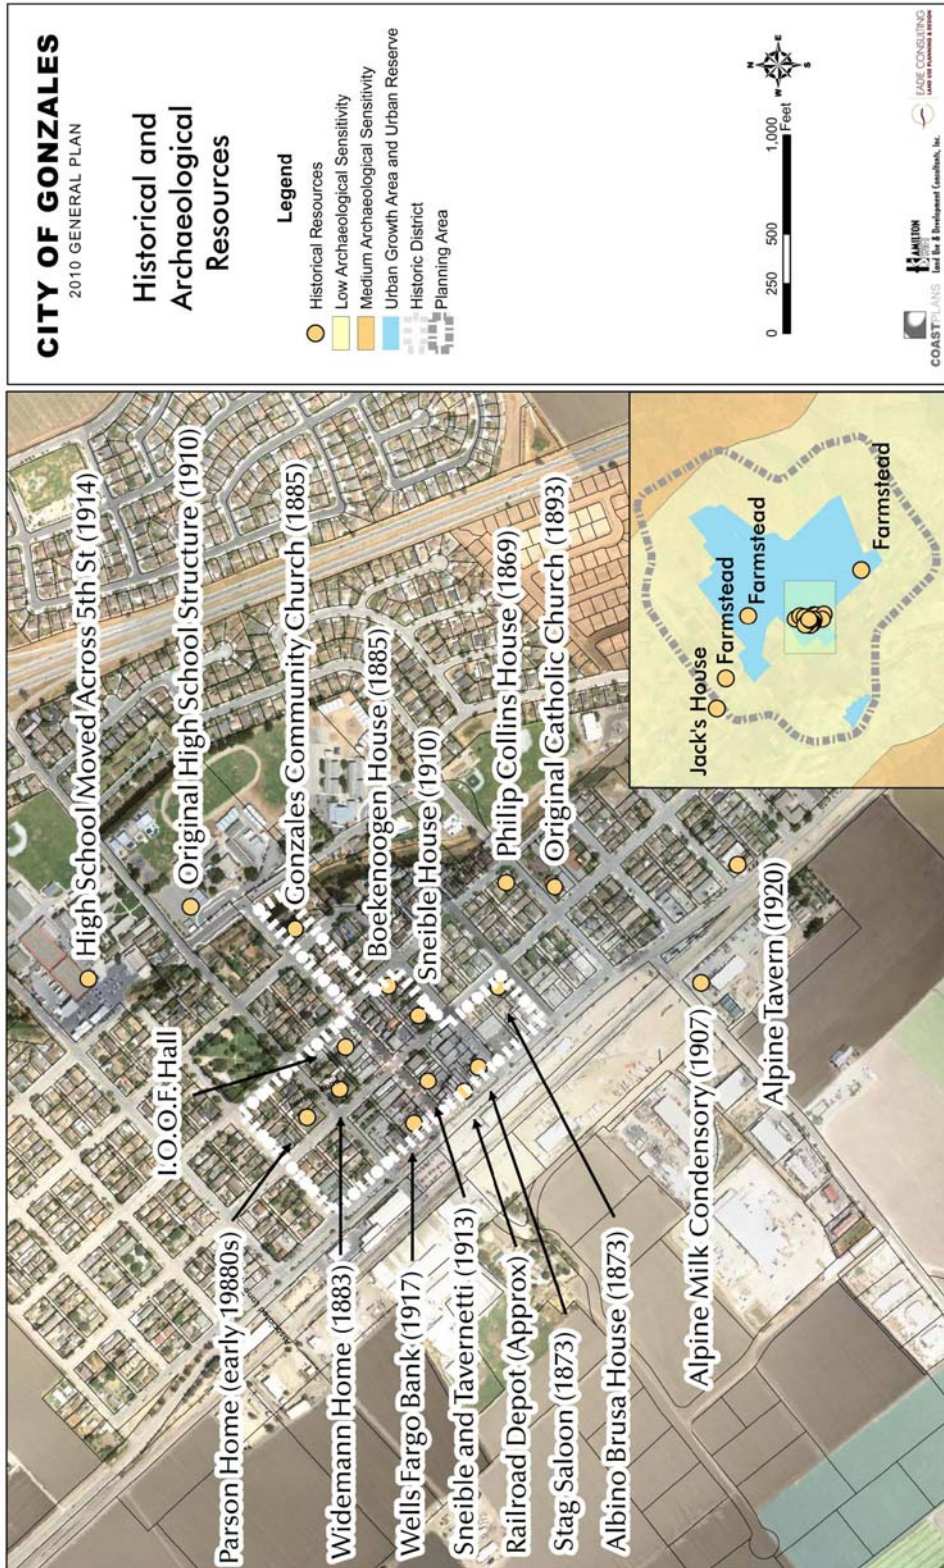 CITY OF GONZALES
2010 GENERAL PLAN
Historical and
Archaeological
Resources
Legend
Historical Resources
Low Archaeological Sensitivity
Medium Archaeological Sensitivity
Urban Growth Area and Urban Reserve
Historic District
Planning Area
0 250 500 1,000
Feet
N
W E
S
COASTPLANS
HAMILTON
Land Use & Development Consultants, Inc.
EADIE CONSULTING
LAND USE PLANNING & DESIGN
High School Moved Across 5th St (1914)
Original High School Structure (1910)
Gonzales Community Church (1885)
Boekenoogen House (1885)
Sneible House (1910)
Philip Collins House (1869)
Original Catholic Church (1893)
I.O.O.F. Hall
Parson Home (early 19880s)
Widemann Home (1883)
Wells Fargo Bank (1917)
Sneible and Tavernetti (1913)
Railroad Depot (Approx)
Stag Saloon (1873)
Albino Brusa House (1873)
Alpine Milk Condensory (1907)
Alpine Tavern (1920)
Jack's House
Farmstead
Farmstead
Farmstead